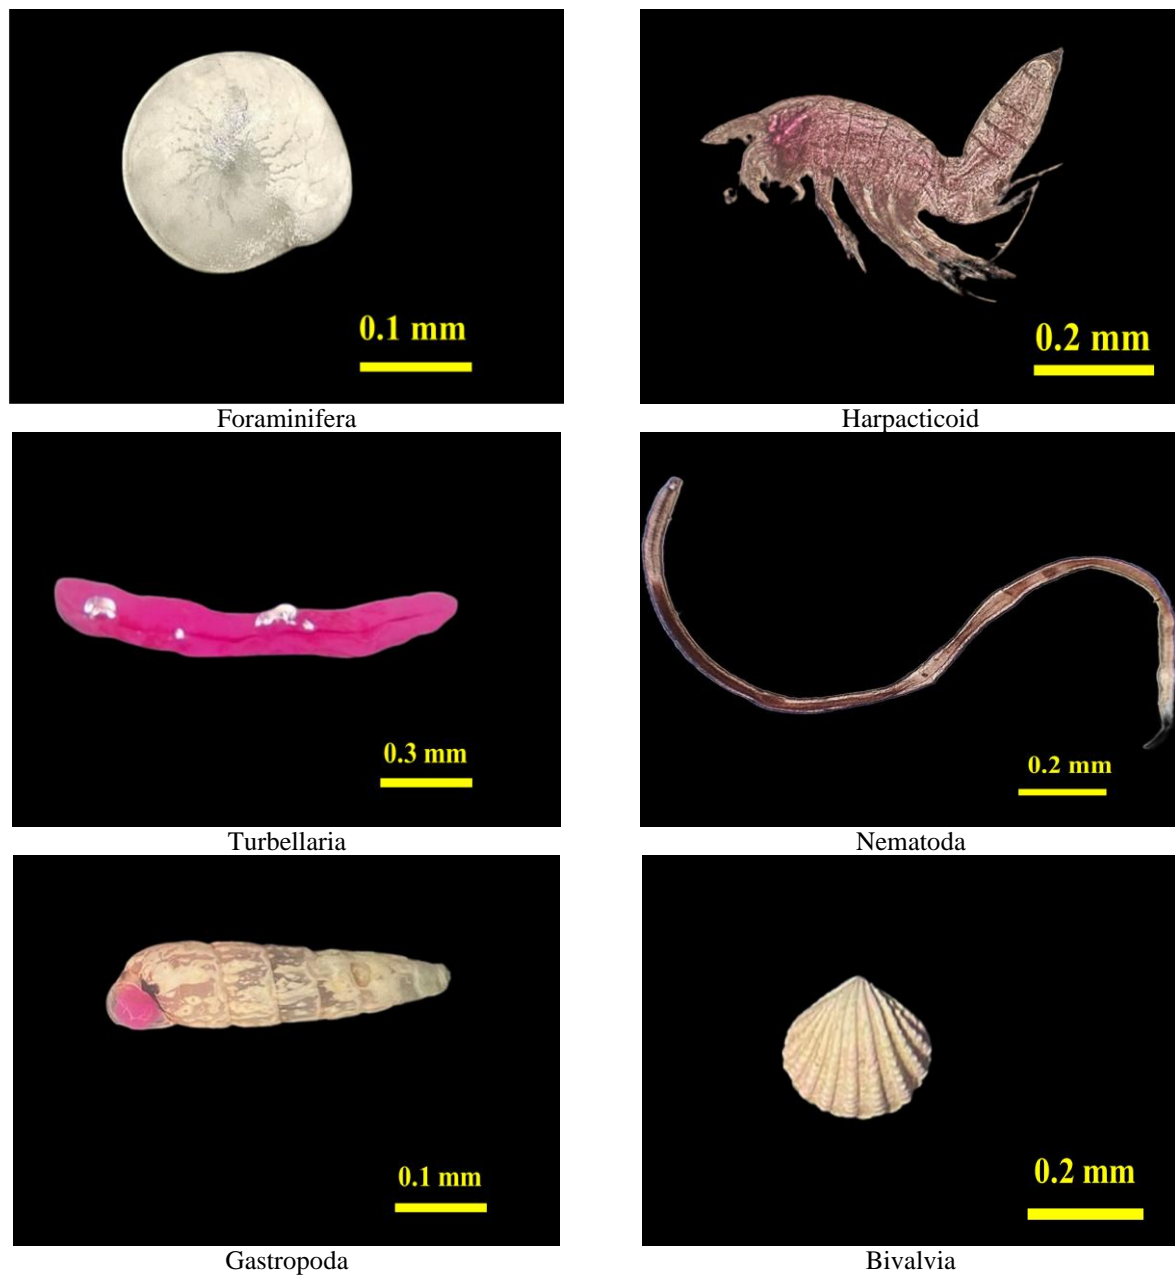 0.1 mm
0.2 mm
Foraminifera
Harpacticoid
0.3 mm
0.2 mm
Turbellaria
Nematoda
0.1 mm
0.2 mm
Gastropoda
Bivalvia